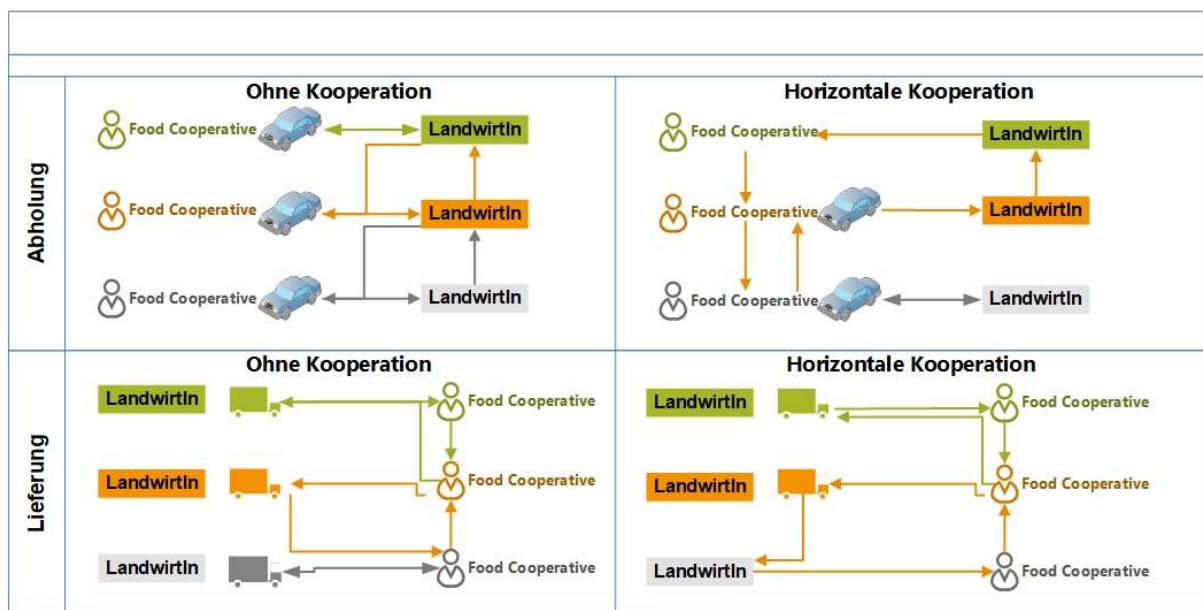 Abholung
Ohne Kooperation
Food Cooperative LandwirtIn
Food Cooperative LandwirtIn
Food Cooperative LandwirtIn
Horizontale Kooperation
Food Cooperative LandwirtIn
Food Cooperative LandwirtIn
Food Cooperative LandwirtIn
Lieferung
Ohne Kooperation
LandwirtIn Food Cooperative
LandwirtIn Food Cooperative
LandwirtIn Food Cooperative
Horizontale Kooperation
LandwirtIn Food Cooperative
LandwirtIn Food Cooperative
LandwirtIn Food Cooperative